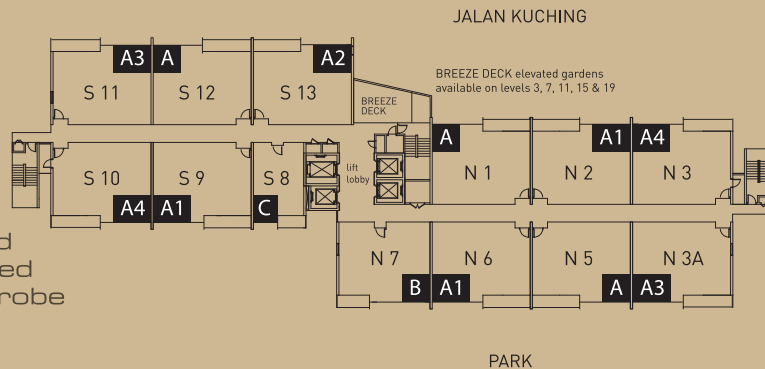 JALAN KUCHING
A3 A A2
S 11 S 12 S 13
BREEZE DECK elevated gardens
available on levels 3, 7, 11, 15 & 19
BREEZE
DECK
A A1 A4
N 1 N 2 N 3
lift
lobby
S 10 S 9 S 8
A4 A1 C
N 7 N 6 N 5 N 3A
B A1 A A3
ed
robe
PARK